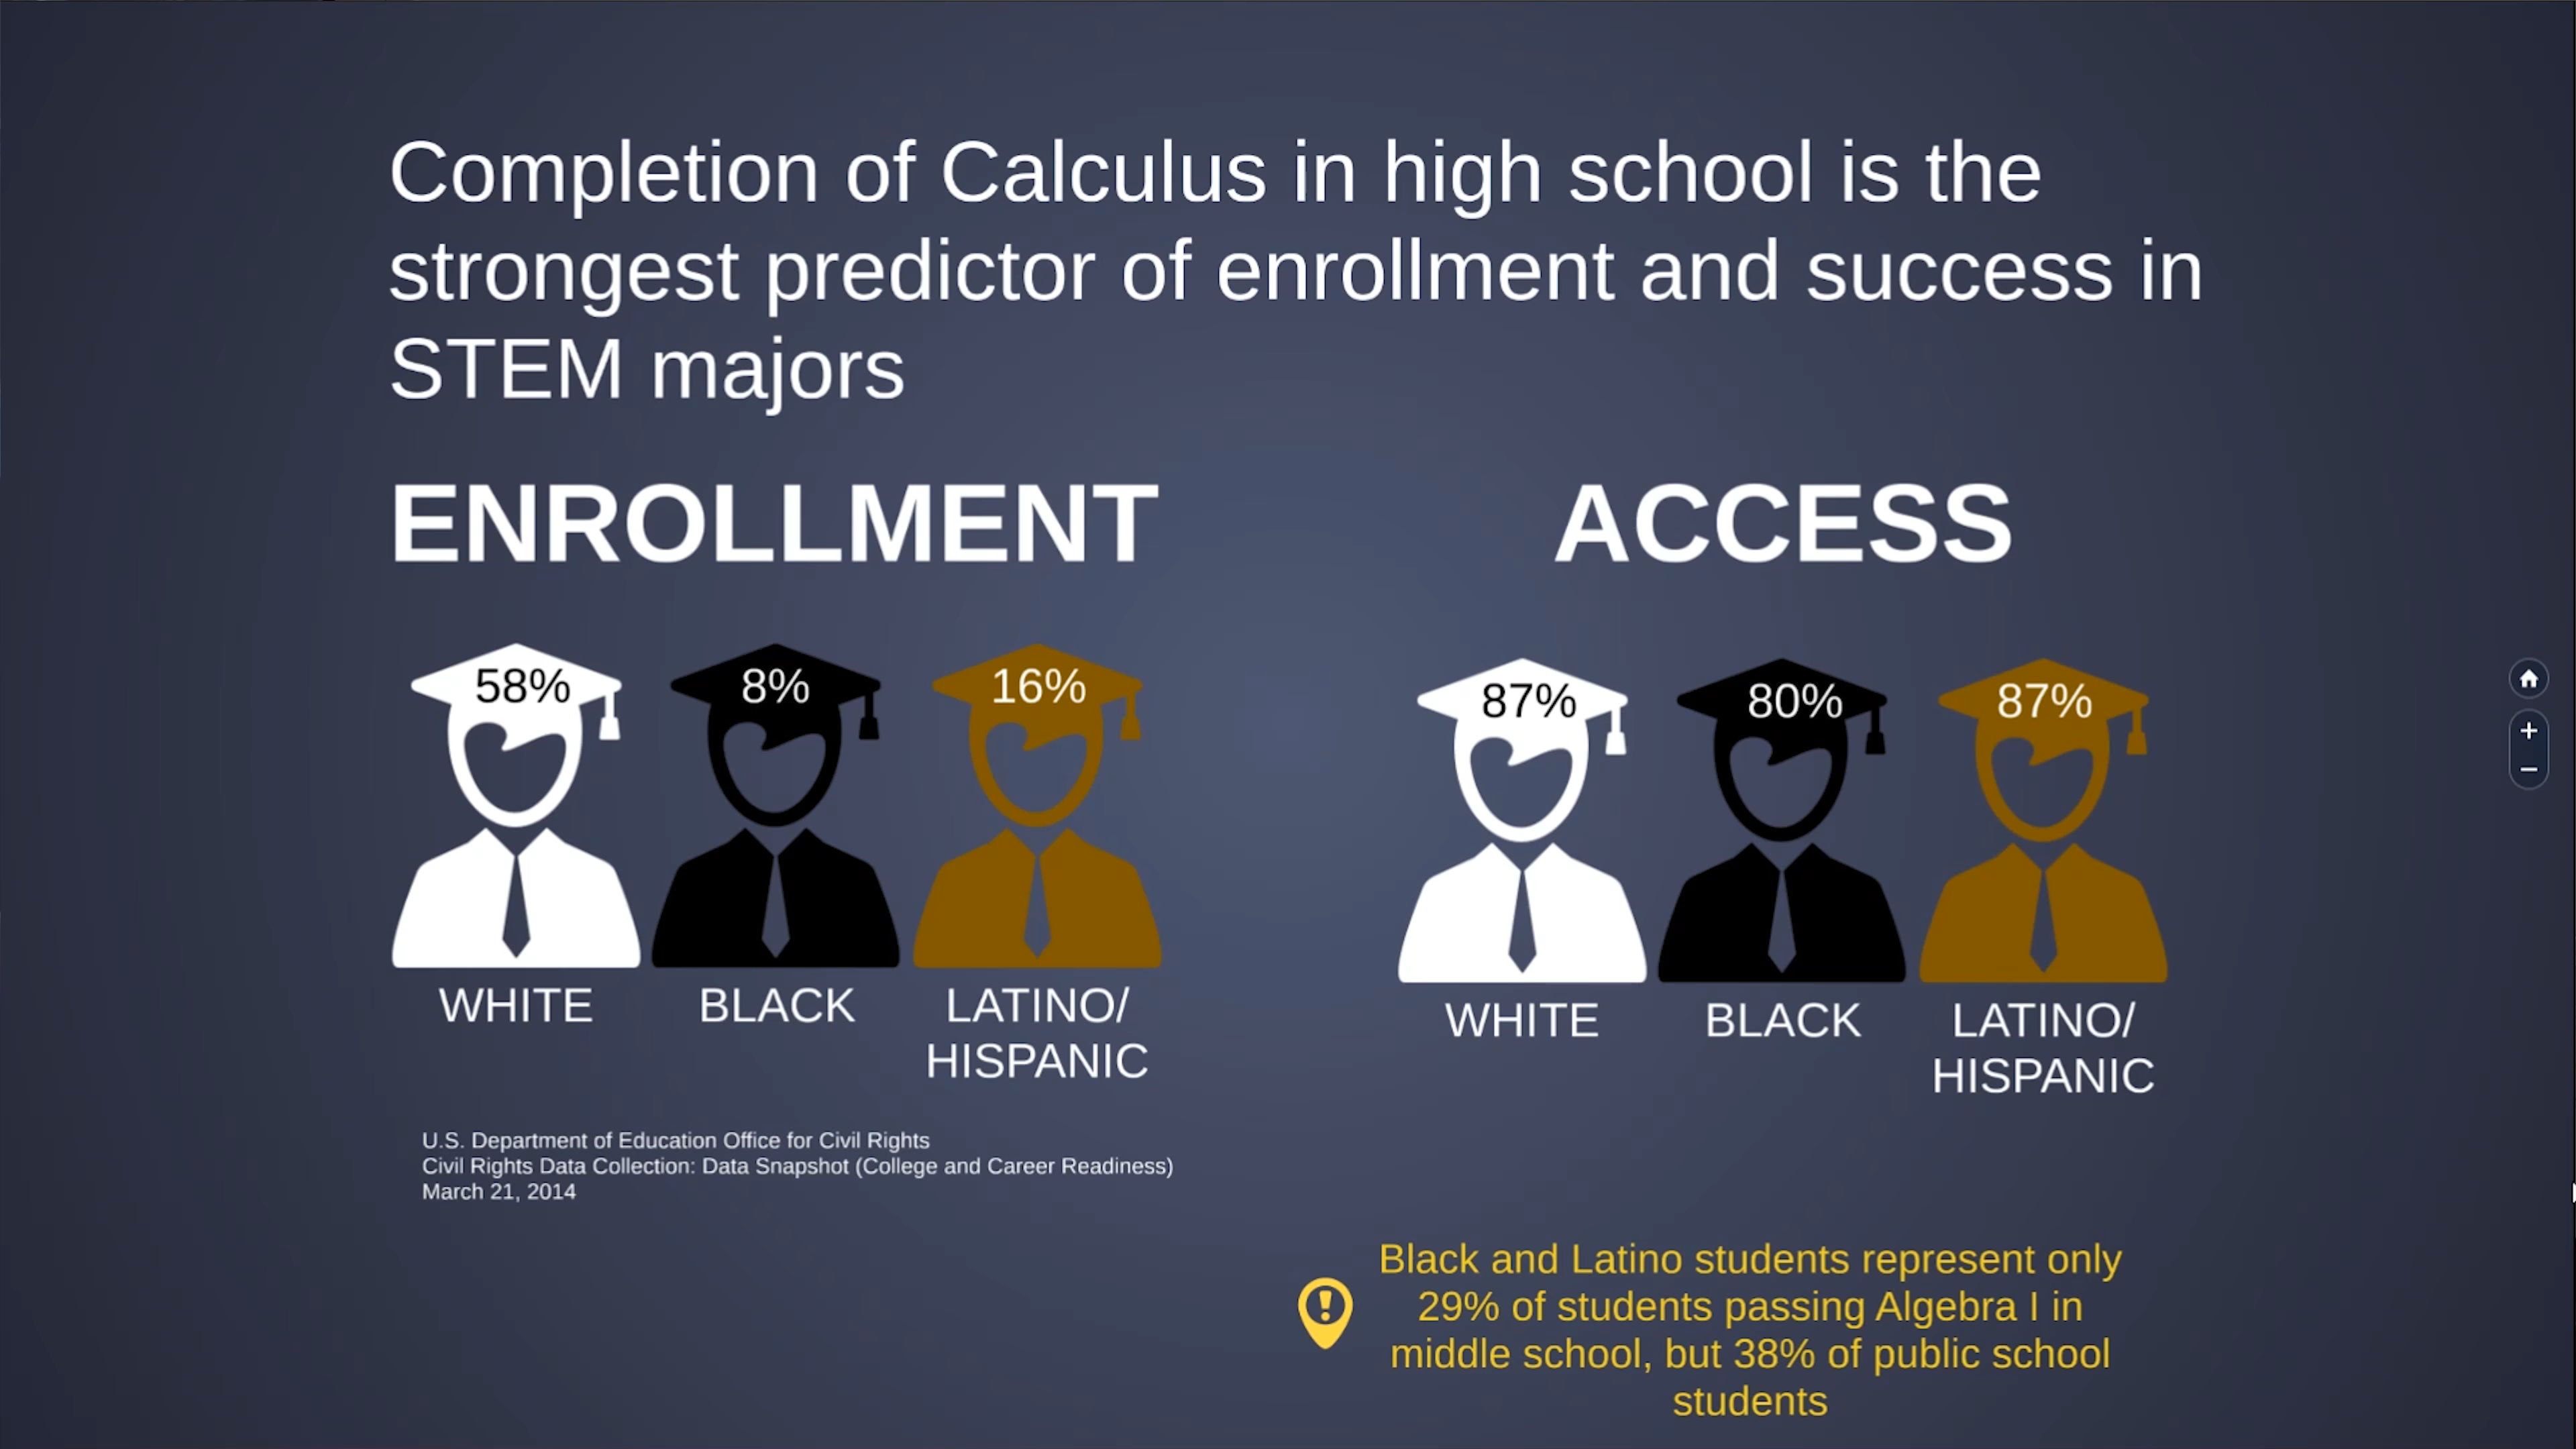 Completion of Calculus in high school is the
strongest predictor of enrollment and success in
STEM majors
ENROLLMENT
58%
8%
16%
WHITE
BLACK
LATINO/
HISPANIC
U.S. Department of Education Office for Civil Rights
Civil Rights Data Collection: Data Snapshot (College and Career Readiness)
March 21, 2014
ACCESS
87%
80%
87%
WHITE
BLACK
LATINO/
HISPANIC
Black and Latino students represent only
29% of students passing Algebra I in
middle school, but 38% of public school
students